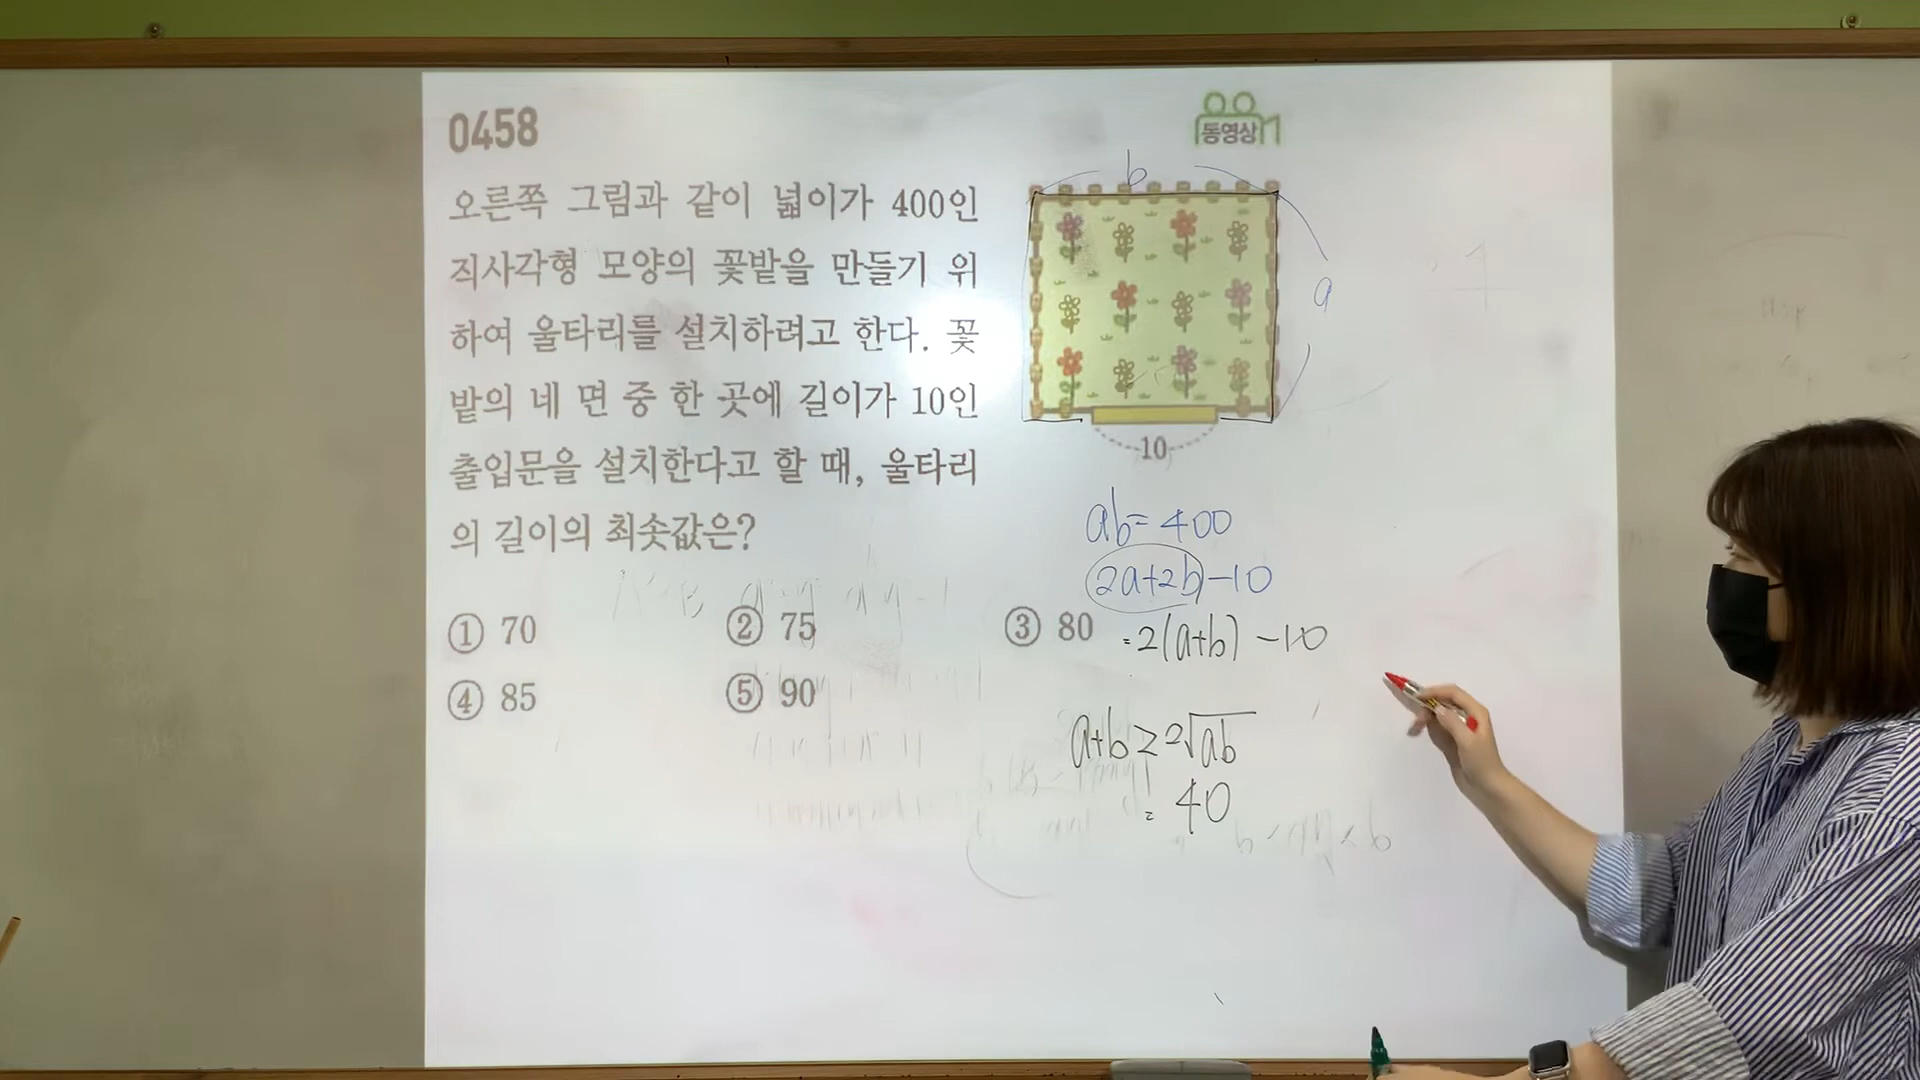 0458
동영상
오른쪽 그림과 같이 넓이가 400인
직사각형 모양의 꽃밭을 만들기 위
하여 울타리를 설치하려고 한다. 꽃
밭의 네 면 중 한 곳에 길이가 10인
출입문을 설치한다고 할 때, 울타리
의 길이의 최솟값은?
① 70 ② 75 ③ 80
④ 85 ⑤ 90
b
a
10
ab=400
2a+2b-10
=2(a+b)-10
a+b≥2√ab
= 40